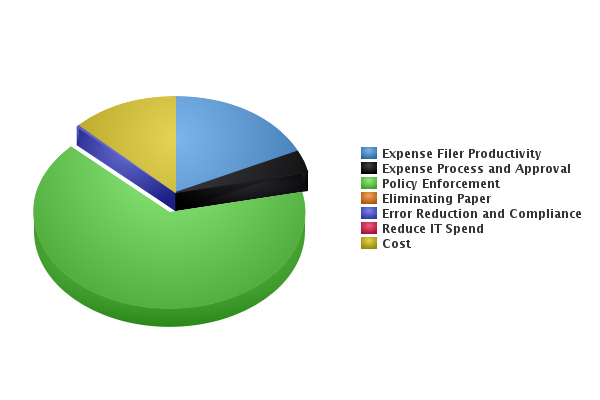 Expense Filer Productivity
Expense Process and Approval
Policy Enforcement
Eliminating Paper
Error Reduction and Compliance
Reduce IT Spend
Cost